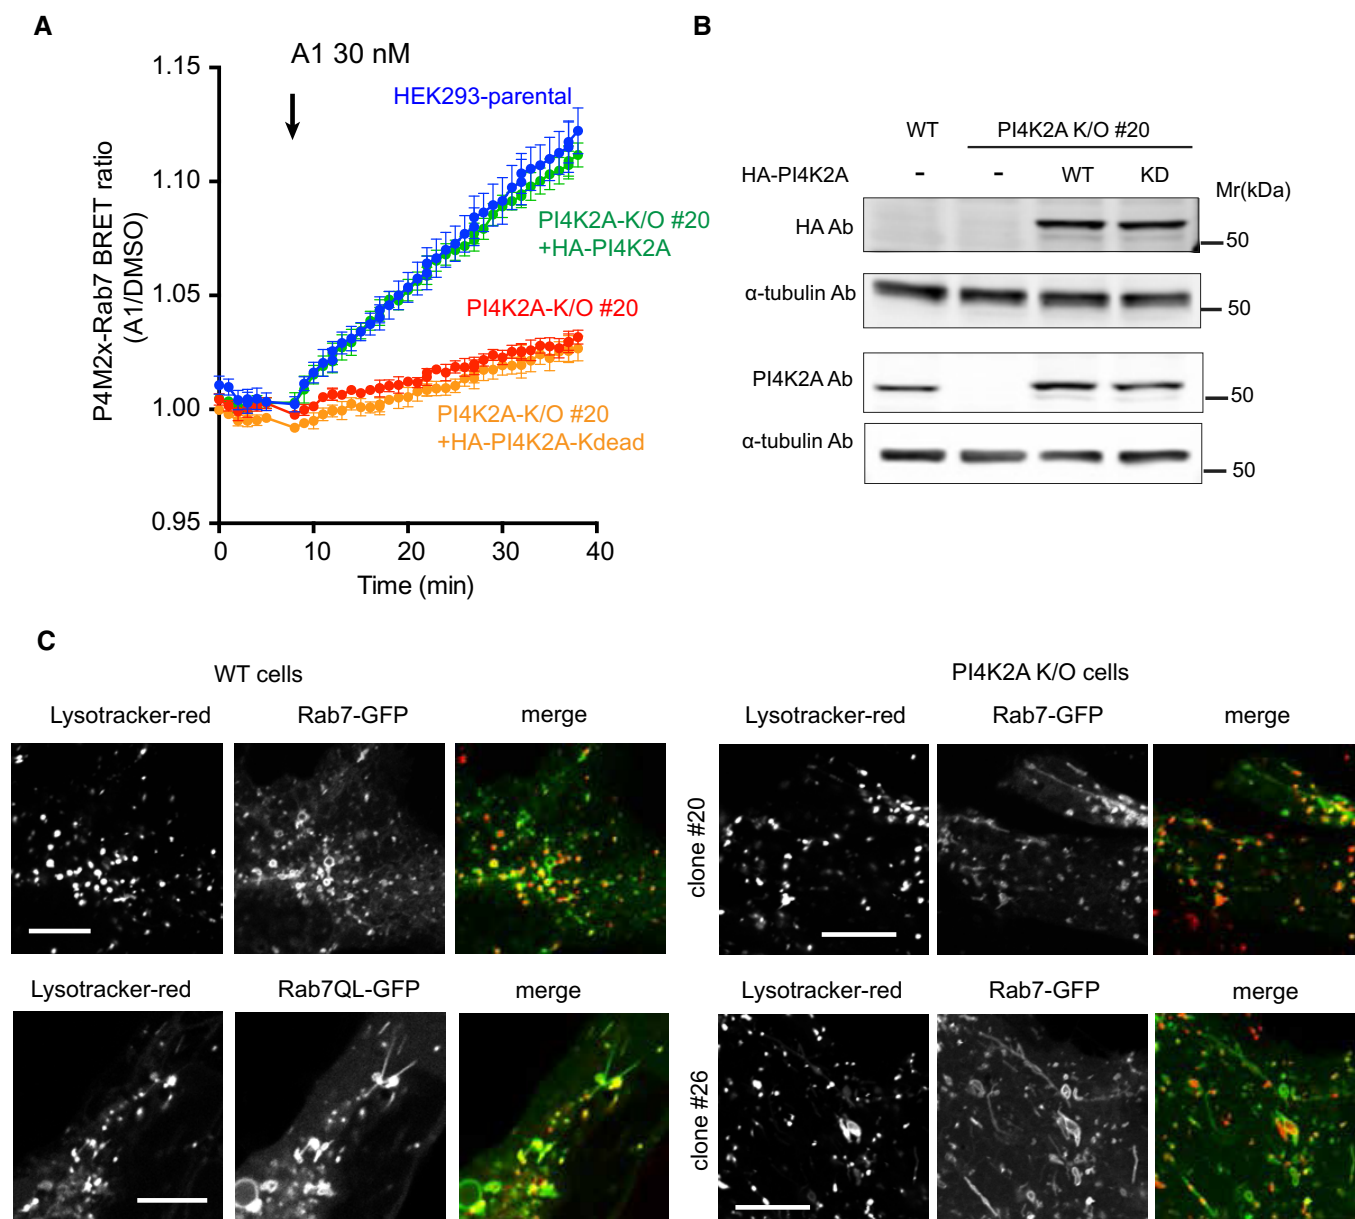 A
A1 30 nM
1.15
1.10
1.05
1.00
0.95
P4M2x-Rab7 BRET ratio
(A1/DMSO)
HEK293-parental
PI4K2A-K/O #20
+HA-PI4K2A
PI4K2A-K/O #20
PI4K2A-K/O #20
+HA-PI4K2A-Kdead
0 10 20 30 40
Time (min)
B
WT PI4K2A K/O #20
HA-PI4K2A - - WT KD Mr(kDa)
HA Ab 50
α-tubulin Ab 50
PI4K2A Ab 50
α-tubulin Ab 50
C
WT cells
Lysotracker-red Rab7-GFP merge
Lysotracker-red Rab7QL-GFP merge
PI4K2A K/O cells
Lysotracker-red Rab7-GFP merge
clone #20
Lysotracker-red Rab7-GFP merge
clone #26